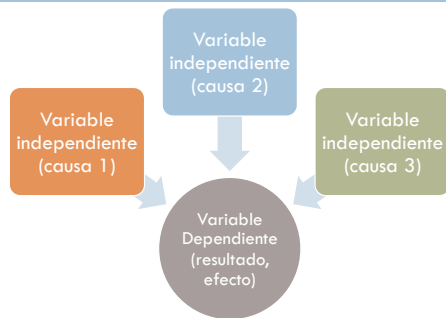 Variable
independiente
(causa 2)
Variable
independiente
(causa 1)
Variable
independiente
(causa 3)
Variable
Dependiente
(resultado,
efecto)